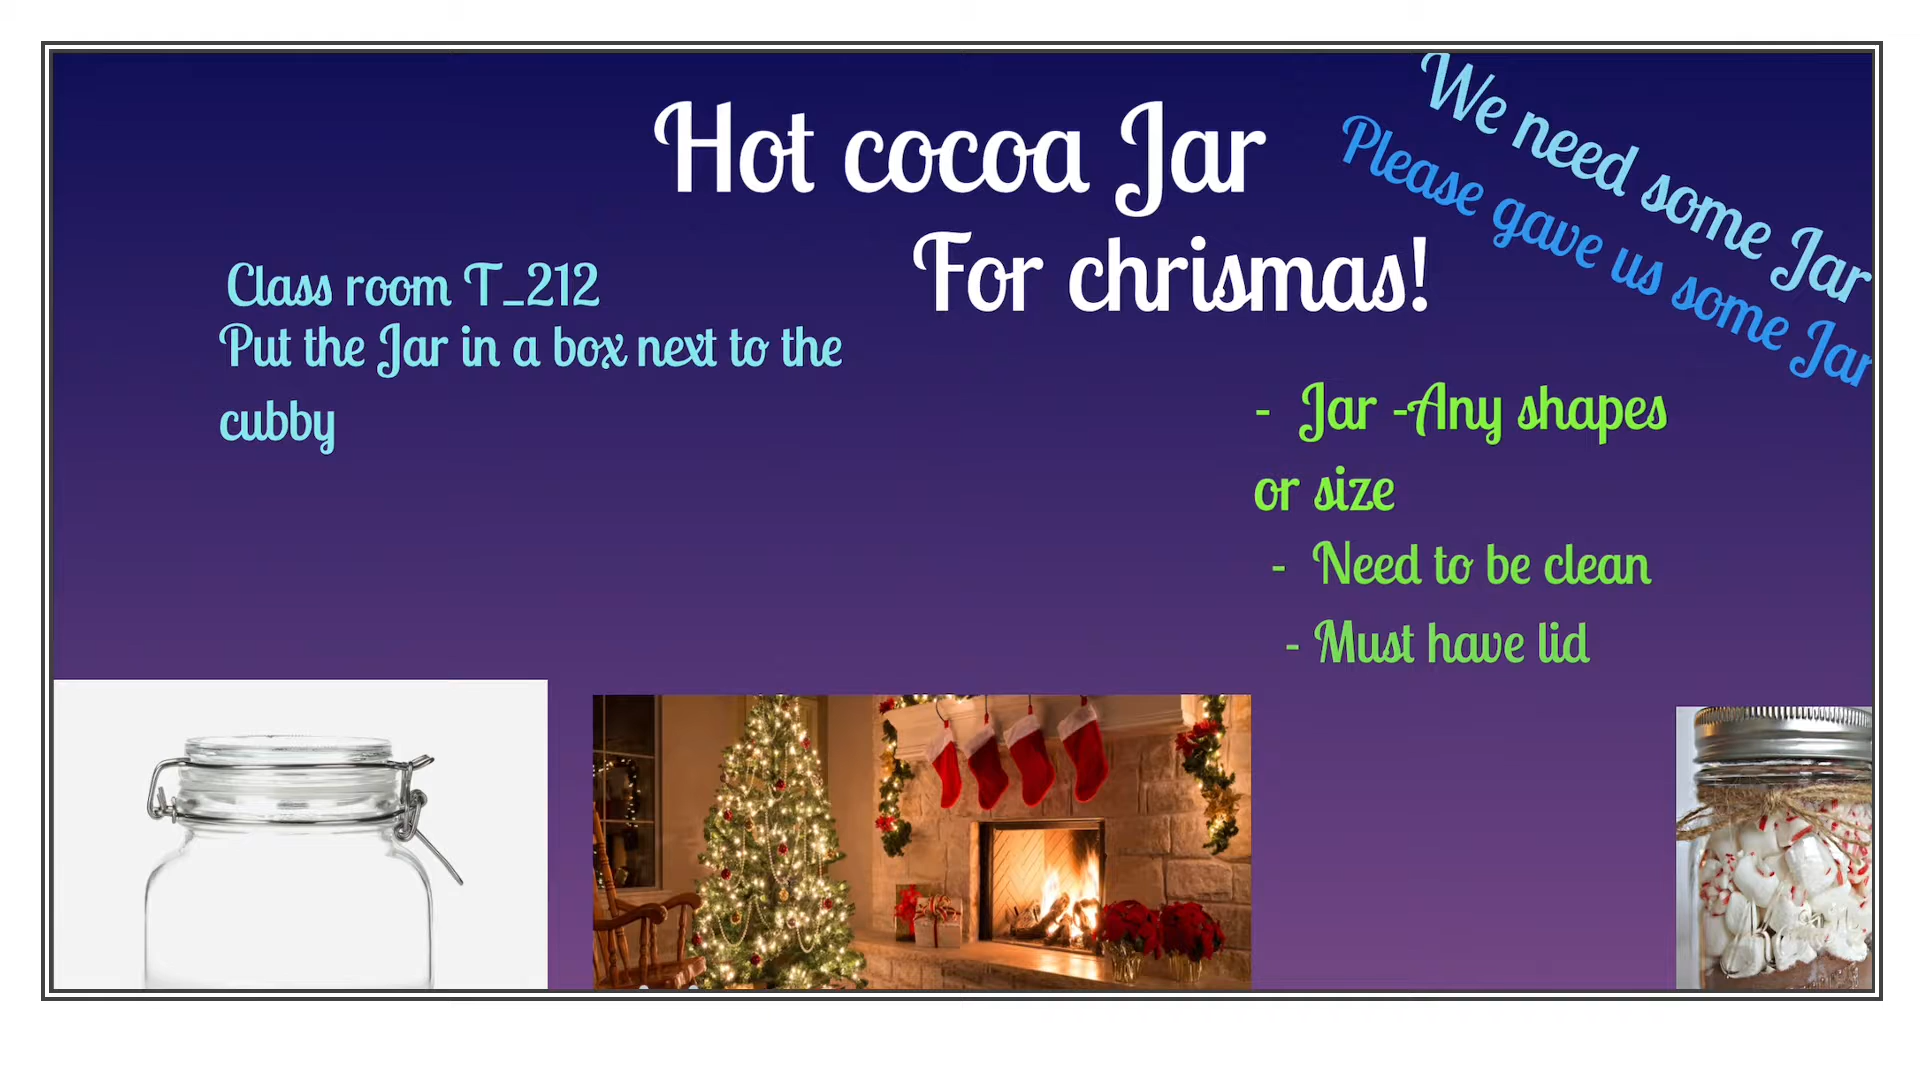 Hot cocoa Jar
For chrismas!
We need some Jar
Please gave us some Jar
Class room T_212
Put the Jar in a box next to the
cubby
- Jar -Any shapes
or size
- Need to be clean
- Must have lid